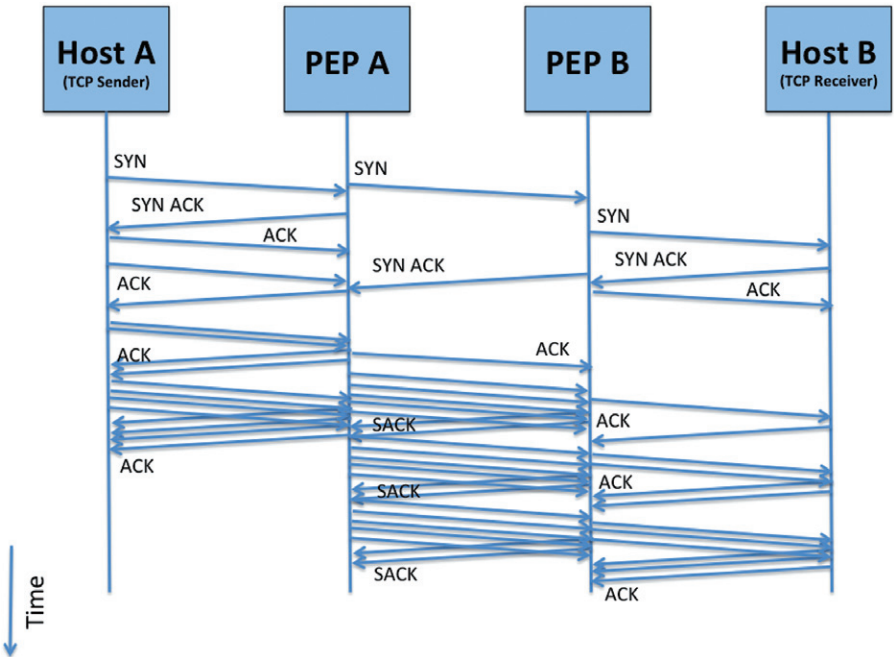 Host A
(TCP Sender)
PEP A
PEP B
Host B
(TCP Receiver)
SYN
SYN
SYN ACK
SYN
ACK
SYN ACK
SYN ACK
ACK
ACK
ACK
ACK
SACK
ACK
ACK
ACK
SACK
SACK
ACK
Time